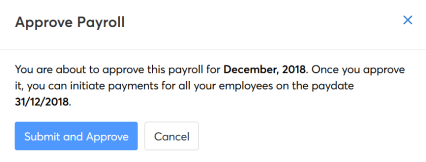 Approve Payroll
You are about to approve this payroll for December, 2018. Once you approve
it, you can initiate payments for all your employees on the paydate
31/12/2018.
Submit and Approve
Cancel